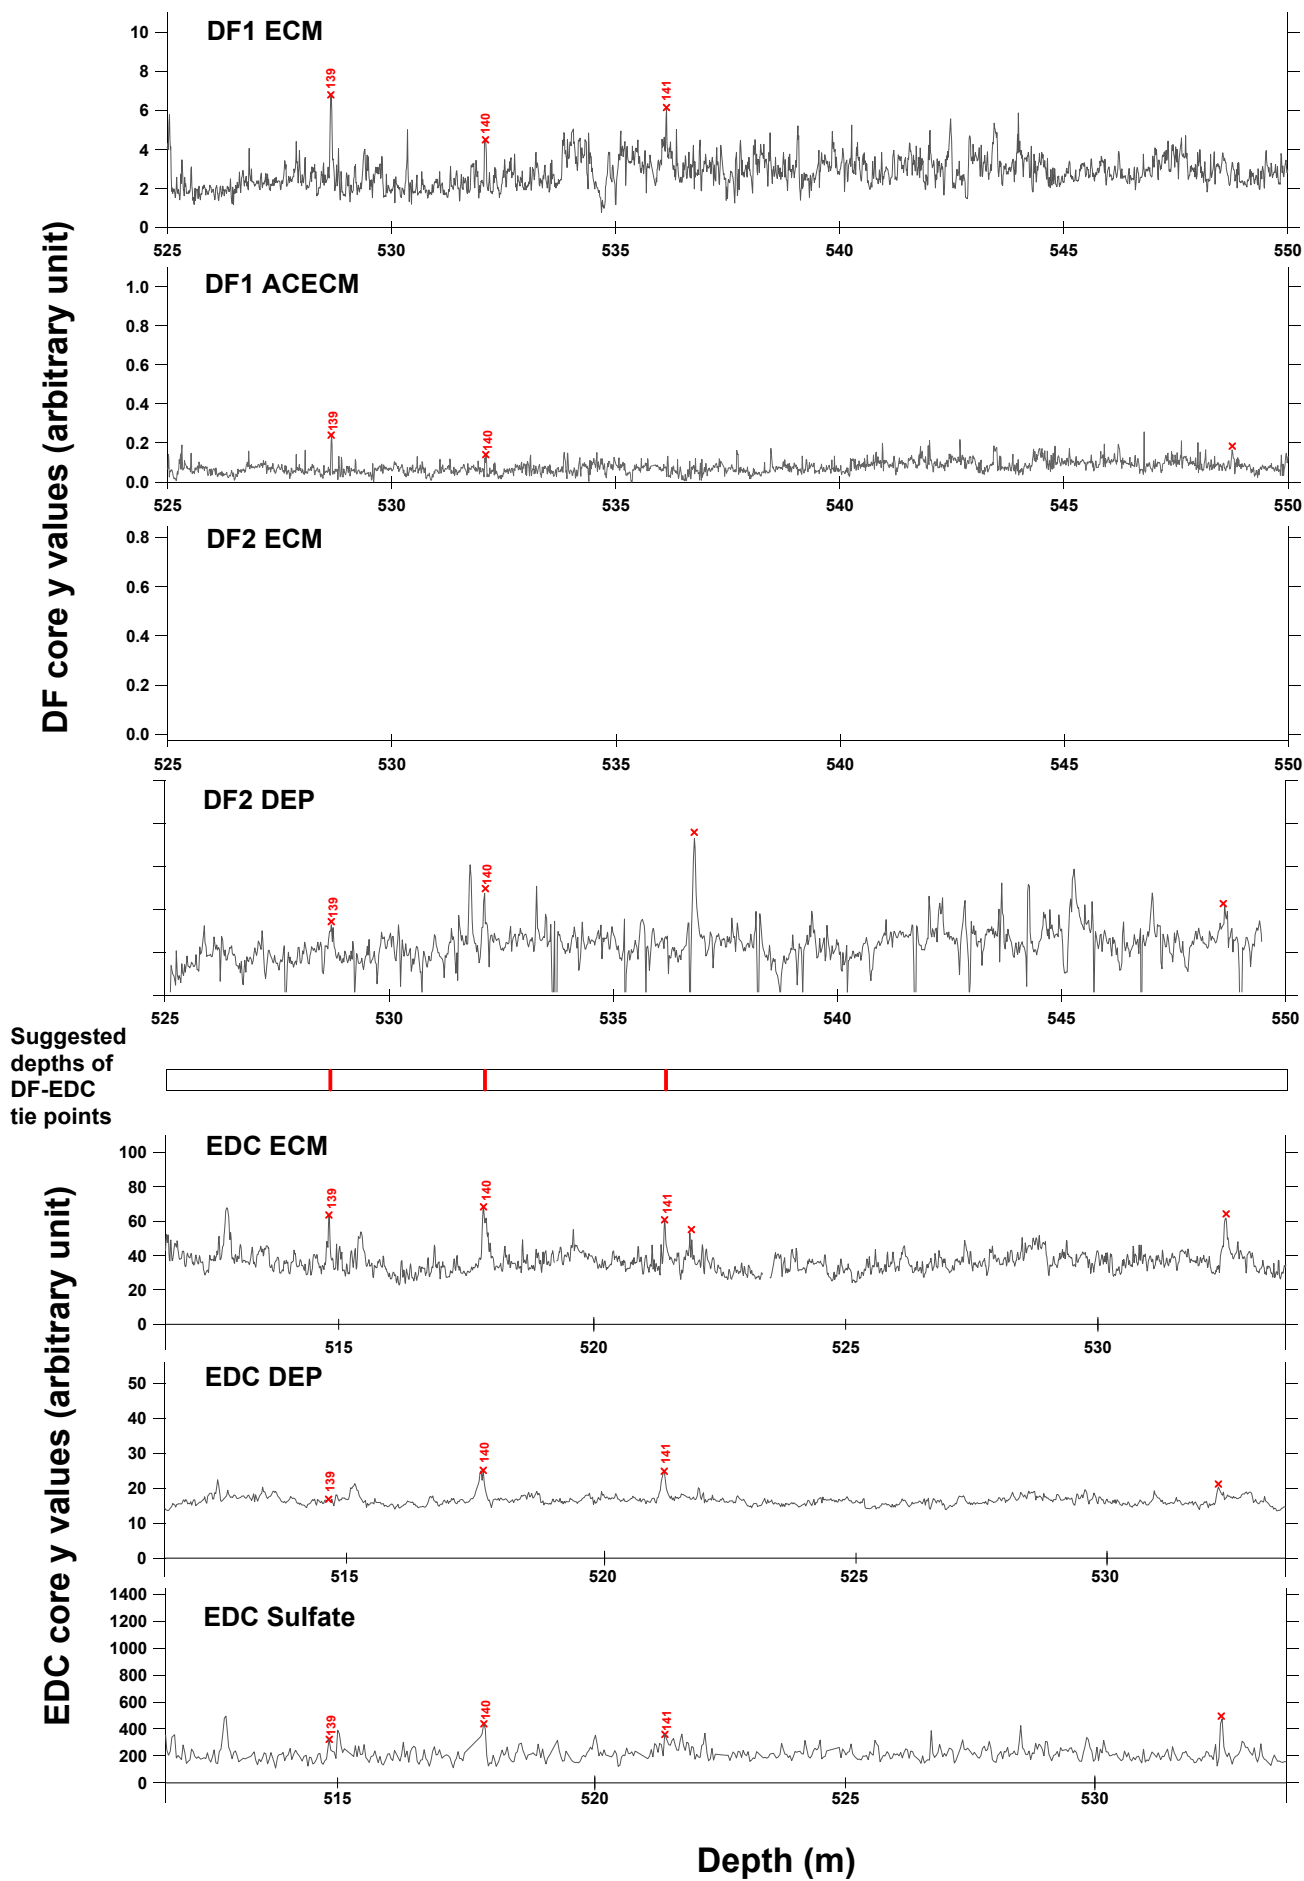 DF core y values (arbitrary unit)
DF1 ECM
10
8
6
4
2
0
139
140
141
525 530 535 540 545 550
DF1 ACECM
1.0
0.8
0.6
0.4
0.2
0.0
139
140
525 530 535 540 545 550
DF2 ECM
0.8
0.6
0.4
0.2
0.0
525 530 535 540 545 550
DF2 DEP
139
140
525 530 535 540 545 550
Suggested
depths of
DF-EDC
tie points
EDC core y values (arbitrary unit)
EDC ECM
100
80
60
40
20
0
139
140
141
515 520 525 530
EDC DEP
50
40
30
20
10
0
139
140
141
515 520 525 530
EDC Sulfate
1400
1200
1000
800
600
400
200
0
139
140
141
515 520 525 530
Depth (m)